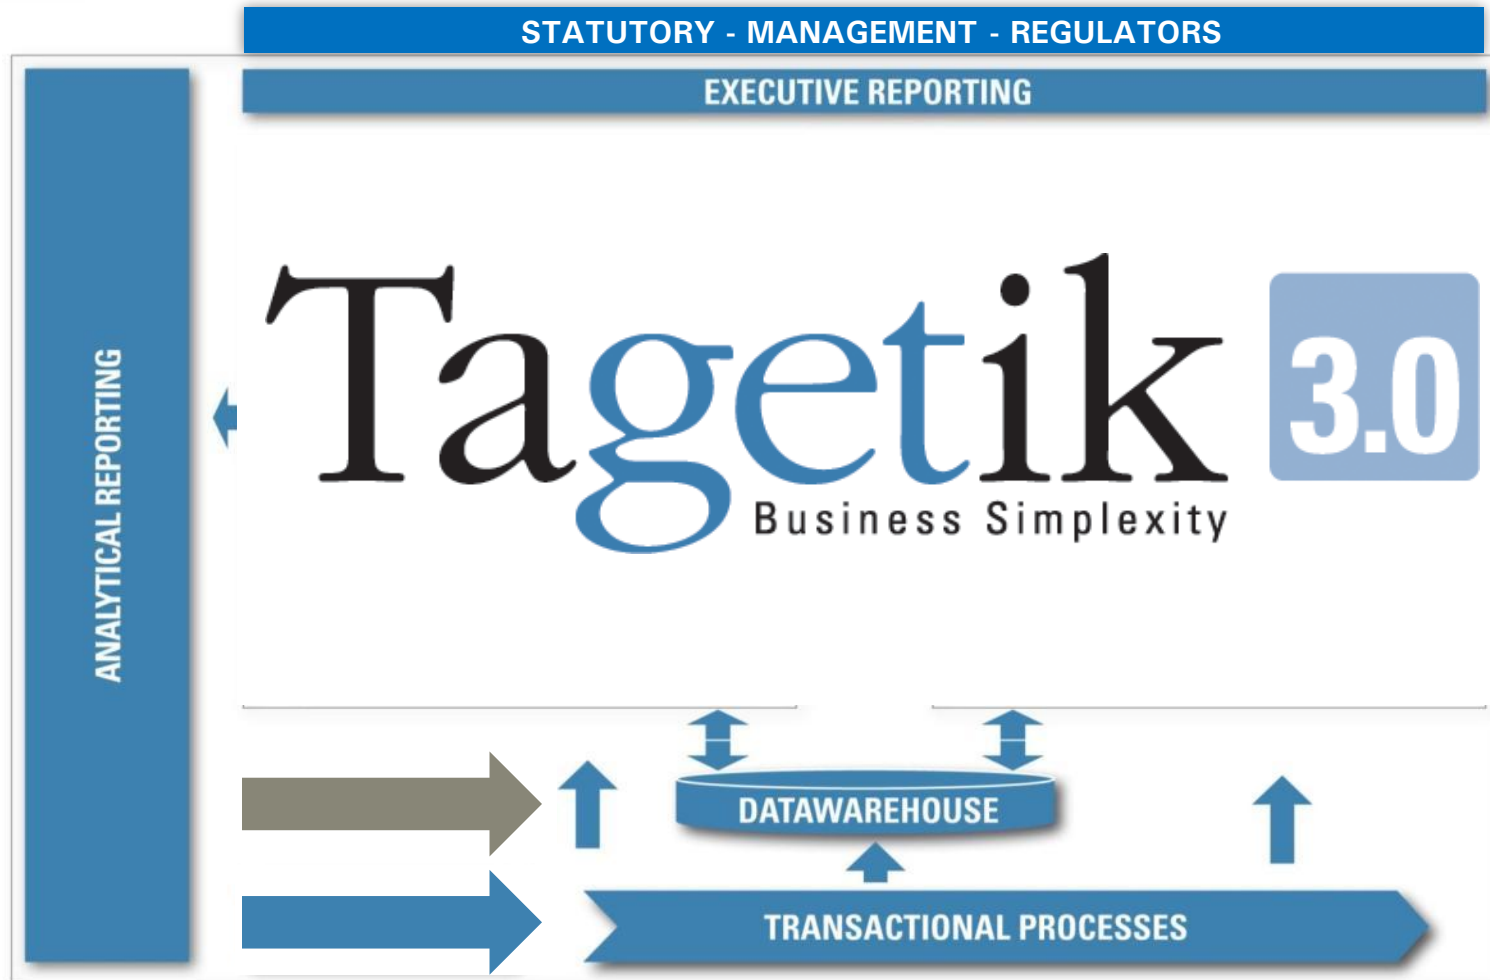 STATUTORY - MANAGEMENT - REGULATORS
EXECUTIVE REPORTING
ANALYTICAL REPORTING
Tagetik 3.0
Business Simplexity
DATAWAREHOUSE
TRANSACTIONAL PROCESSES